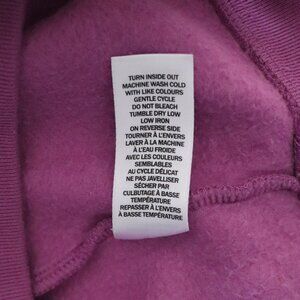 TURN INSIDE OUT
MACHINE WASH COLD
WITH LIKE COLOURS
GENTLE CYCLE
DO NOT BLEACH
TUMBLE DRY LOW
LOW IRON
ON REVERSE SIDE
TOURNER À L'ENVERS
LAVER À LA MACHINE
À L'EAU FROIDE
AVEC LES COULEURS
SEMBLABLES
AU CYCLE DÉLICAT
NE PAS JAVELLISER
SÉCHER PAR
CULBUTAGE À BASSE
TEMPÉRATURE
REPASSER À L'ENVERS
À BASSE TEMPÉRATURE